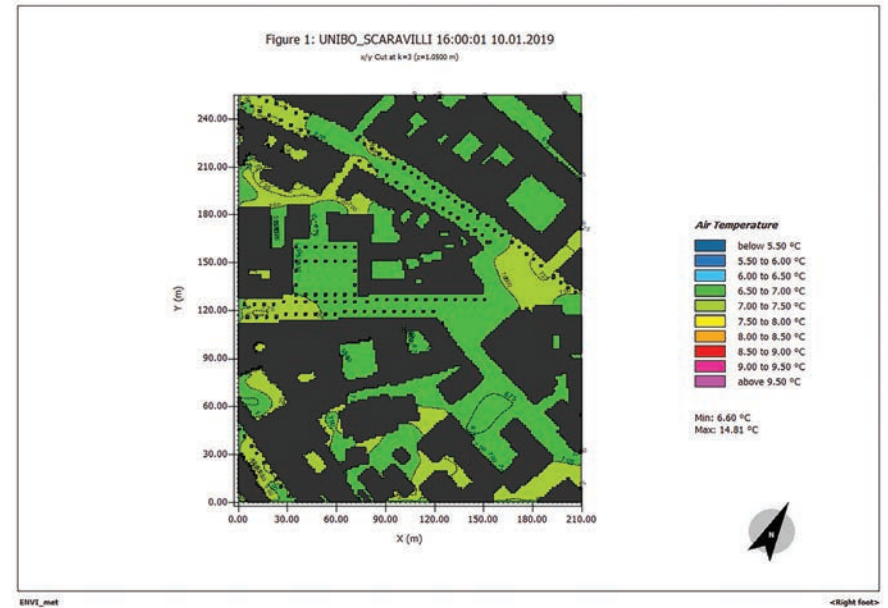 Figure 1: UNIBO_SCARAVILLI 16:00:01 10.01.2019
x/y Cut at k=3 (z=1.0500 m)
240.00
210.00
180.00
150.00
120.00
90.00
60.00
30.00
0.00
Y (m)
0.00 30.00 60.00 90.00 120.00 150.00 180.00 210.00
X (m)
Air Temperature
below 5.50 °C
5.50 to 6.00 °C
6.00 to 6.50 °C
6.50 to 7.00 °C
7.00 to 7.50 °C
7.50 to 8.00 °C
8.00 to 8.50 °C
8.50 to 9.00 °C
9.00 to 9.50 °C
above 9.50 °C
Min: 6.60 °C
Max: 14.81 °C
N
ENVI_met
<Right foot>